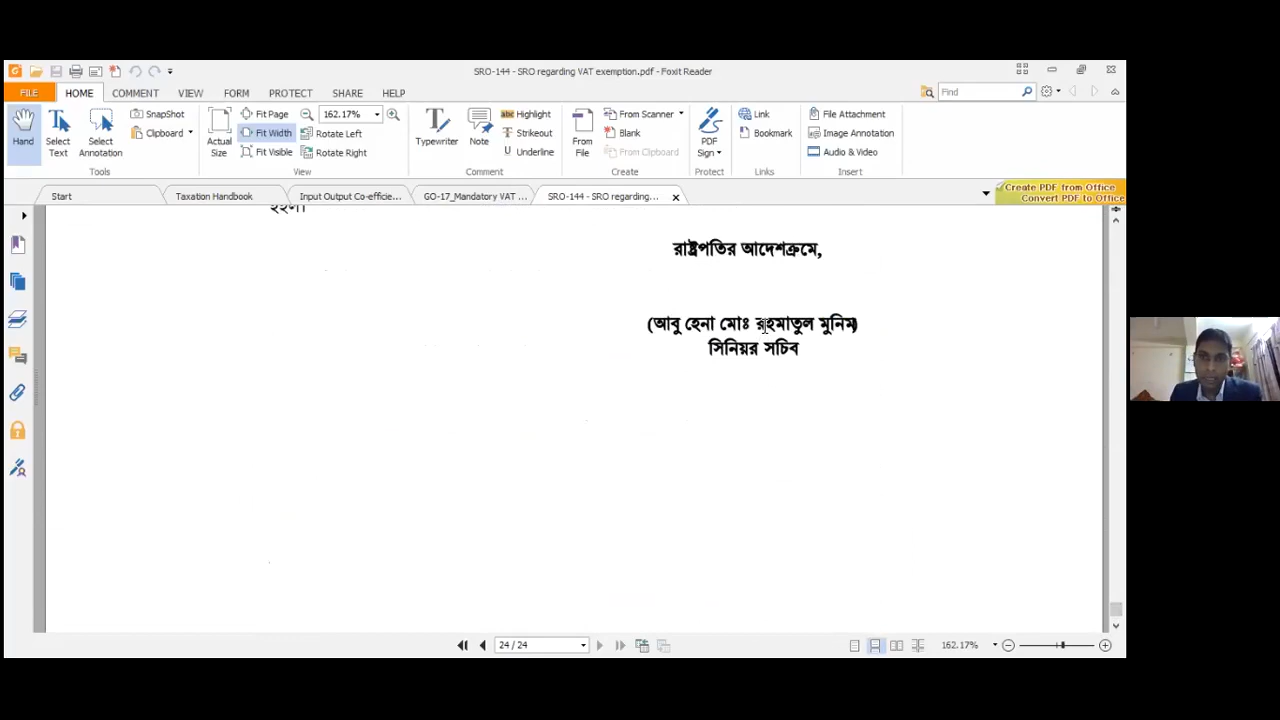 SRO-144 - SRO regarding VAT exemption.pdf - Foxit Reader
FILE HOME COMMENT VIEW FORM PROTECT SHARE HELP
Find
Hand
Select Text
Select Annotation
SnapShot
Clipboard
Tools
Actual Size
Fit Page
Fit Width
Fit Visible
162.17%
Rotate Left
Rotate Right
View
Typewriter
Note
Highlight
Strikeout
Underline
Comment
From File
From Scanner
Blank
From Clipboard
Create
PDF Sign
Protect
Link
Bookmark
Links
File Attachment
Image Annotation
Audio & Video
Insert
Start
Taxation Handbook
Input Output Co-efficie...
GO-17_Mandatory VAT ...
SRO-144 - SRO regarding...
Create PDF from Office
Convert PDF to Office
রাষ্ট্রপতির আদেশক্রমে,
(আবু হেনা মোঃ রহমাতুল মুনিম)
সিনিয়র সচিব
24 / 24
162.17%